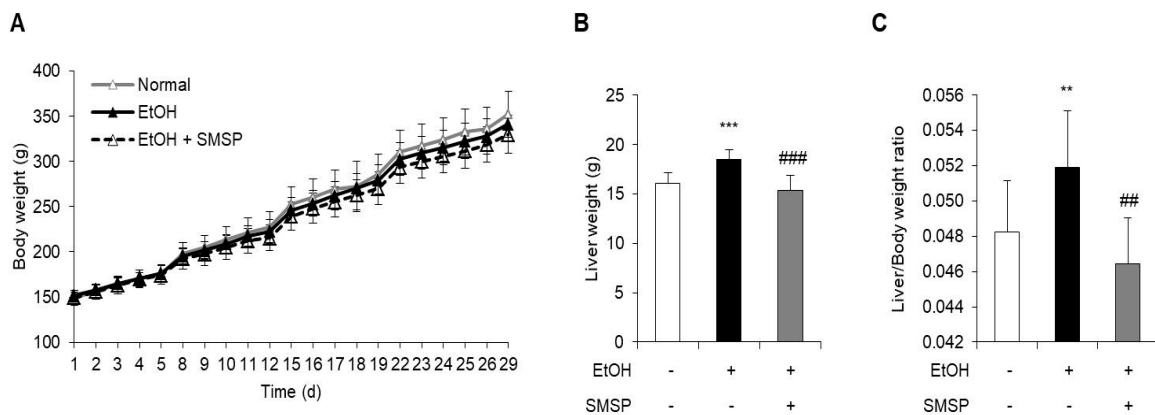 A
Body weight (g)
400
350
300
250
200
150
100
Normal
EtOH
EtOH + SMSP
1 2 3 4 5 8 9 10 11 12 15 16 17 18 19 22 23 24 25 26 29
Time (d)
B
Liver weight (g)
25
20
15
10
5
0
***
###
EtOH - + +
SMSP +
C
Liver/Body weight ratio
0.056
0.054
0.052
0.050
0.048
0.046
0.044
0.042
**
##
EtOH - + +
SMSP +